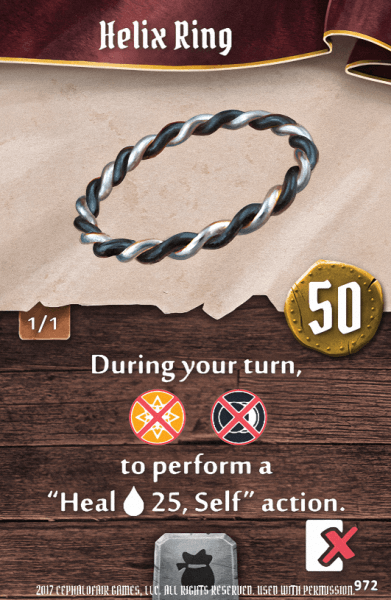 Helix Ring
50
1/1
During your turn,
to perform a
“Heal 25, Self” action.
972
2017 CEPHALOFAIR GAMES, LLC. ALL RIGHTS RESERVED. USED WITH PERMISSION.